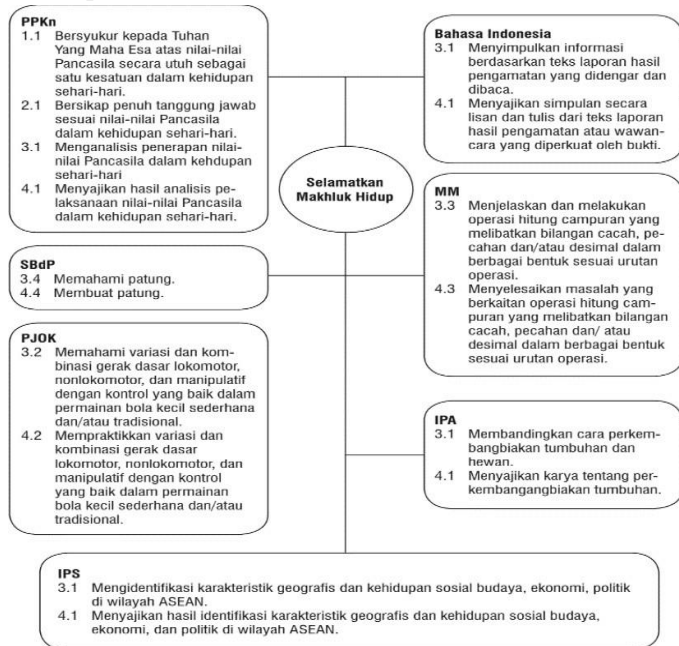 PPKn
1.1 Bersyukur kepada Tuhan
Yang Maha Esa atas nilai-nilai
Pancasila secara utuh sebagai
satu kesatuan dalam kehidupan
sehari-hari.
2.1 Bersikap penuh tanggung jawab
sesuai nilai-nilai Pancasila
dalam kehidupan sehari-hari.
3.1 Menganalisis penerapan nilai-
nilai Pancasila dalam kehdupan
sehari-hari
4.1 Menyajikan hasil analisis pe-
laksanaan nilai-nilai Pancasila
dalam kehidupan sehari-hari.
Bahasa Indonesia
3.1 Menyimpulkan informasi
berdasarkan teks laporan hasil
pengamatan yang didengar dan
dibaca.
4.1 Menyajikan simpulan secara
lisan dan tulis dari teks laporan
hasil pengamatan atau wawan-
cara yang diperkuat oleh bukti.
Selamatkan
Makhluk Hidup
MM
3.3 Menjelaskan dan melakukan
operasi hitung campuran yang
melibatkan bilangan cacah, pe-
cahan dan/atau desimal dalam
berbagai bentuk sesuai urutan
operasi.
4.3 Menyelesaikan masalah yang
berkaitan operasi hitung cam-
puran yang melibatkan bilangan
cacah, pecahan dan/ atau
desimal dalam berbagai bentuk
sesuai urutan operasi.
SBdP
3.4 Memahami patung.
4.4 Membuat patung.
PJOK
3.2 Memahami variasi dan kom-
binasi gerak dasar lokomotor,
nonlokomotor, dan manipulatif
dengan kontrol yang baik dalam
permainan bola kecil sederhana
dan/atau tradisional.
4.2 Mempraktikkan variasi dan
kombinasi gerak dasar
lokomotor, nonlokomotor, dan
manipulatif dengan kontrol
yang baik dalam permainan
bola kecil sederhana dan/atau
tradisional.
IPA
3.1 Membandingkan cara perkem-
bangbiakan tumbuhan dan
hewan.
4.1 Menyajikan karya tentang per-
kembangangbiakan tumbuhan.
IPS
3.1 Mengidentifikasi karakteristik geografis dan kehidupan sosial budaya, ekonomi, politik
di wilayah ASEAN.
4.1 Menyajikan hasil identifikasi karakteristik geografis dan kehidupan sosial budaya,
ekonomi, dan politik di wilayah ASEAN.